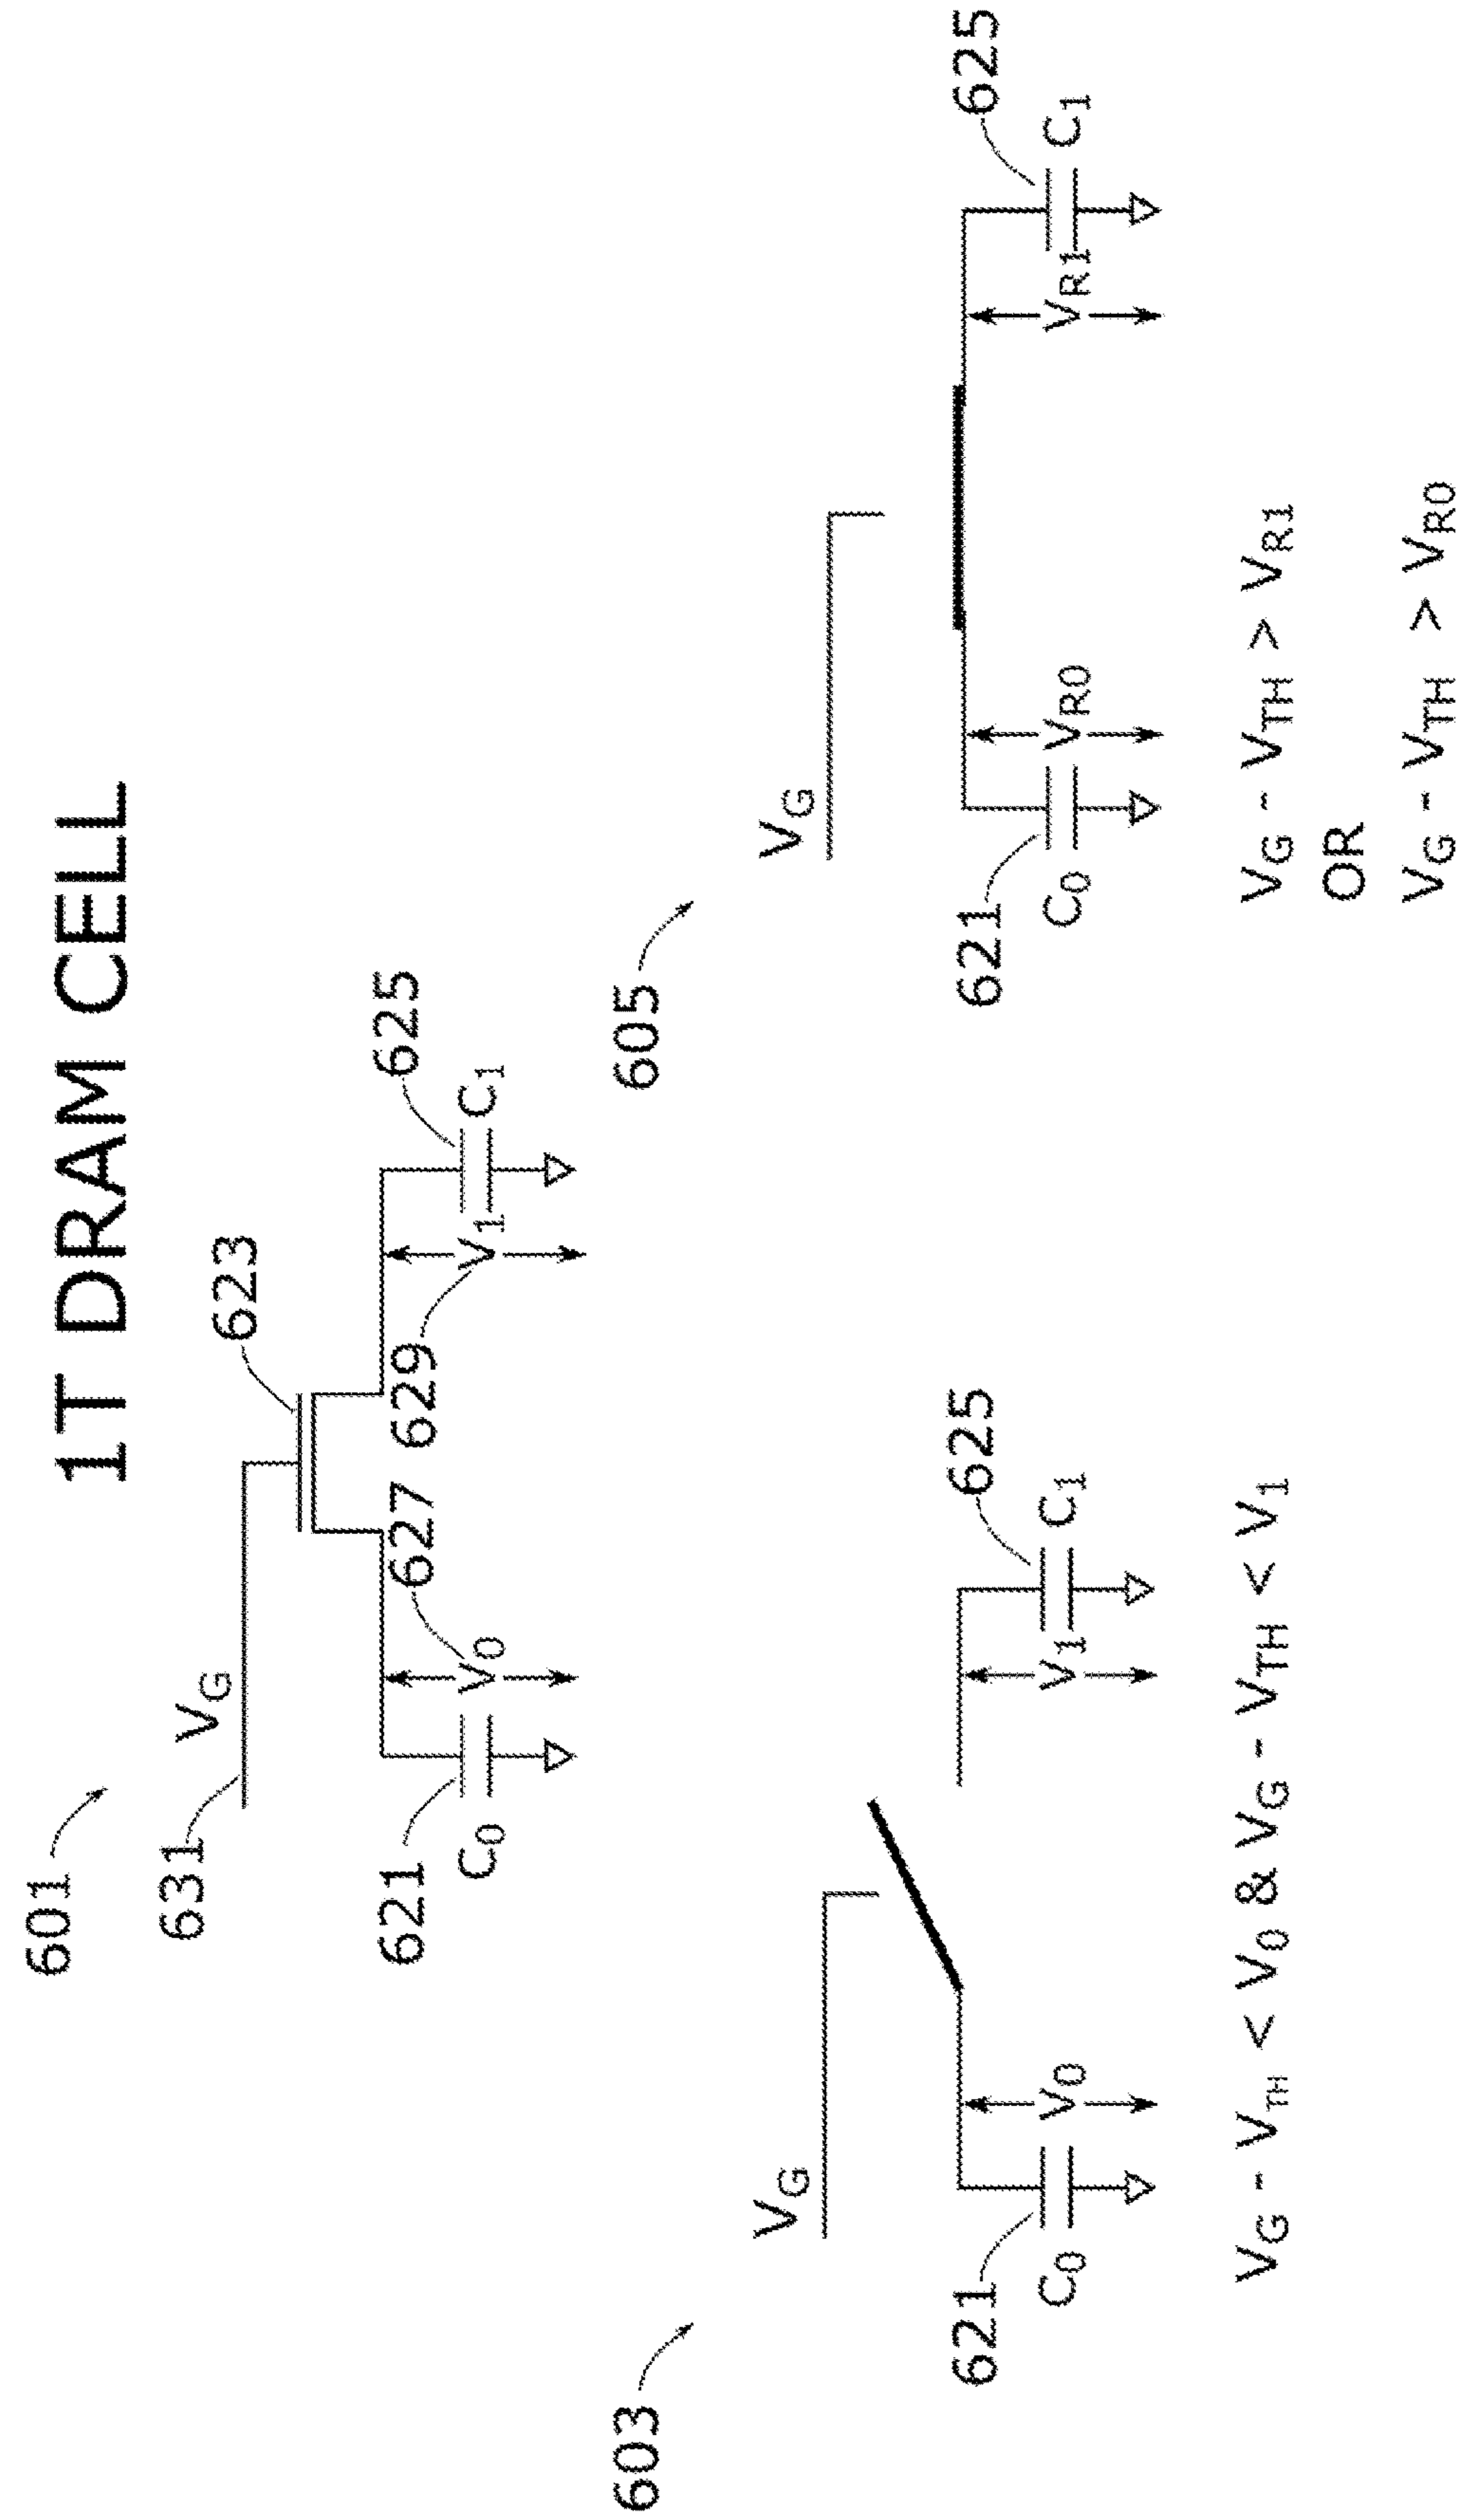 1T DRAM CELL
601
631
V_G
623
621
C_0
V_0
627
629
V_1
C_1
625
603
V_G
621
C_0
V_0
V_1
C_1
625
V_G - V_TH < V_0 & V_G - V_TH < V_1
605
V_G
621
C_0
V_R0
V_R1
C_1
625
V_G - V_TH > V_R1
OR
V_G - V_TH > V_R0